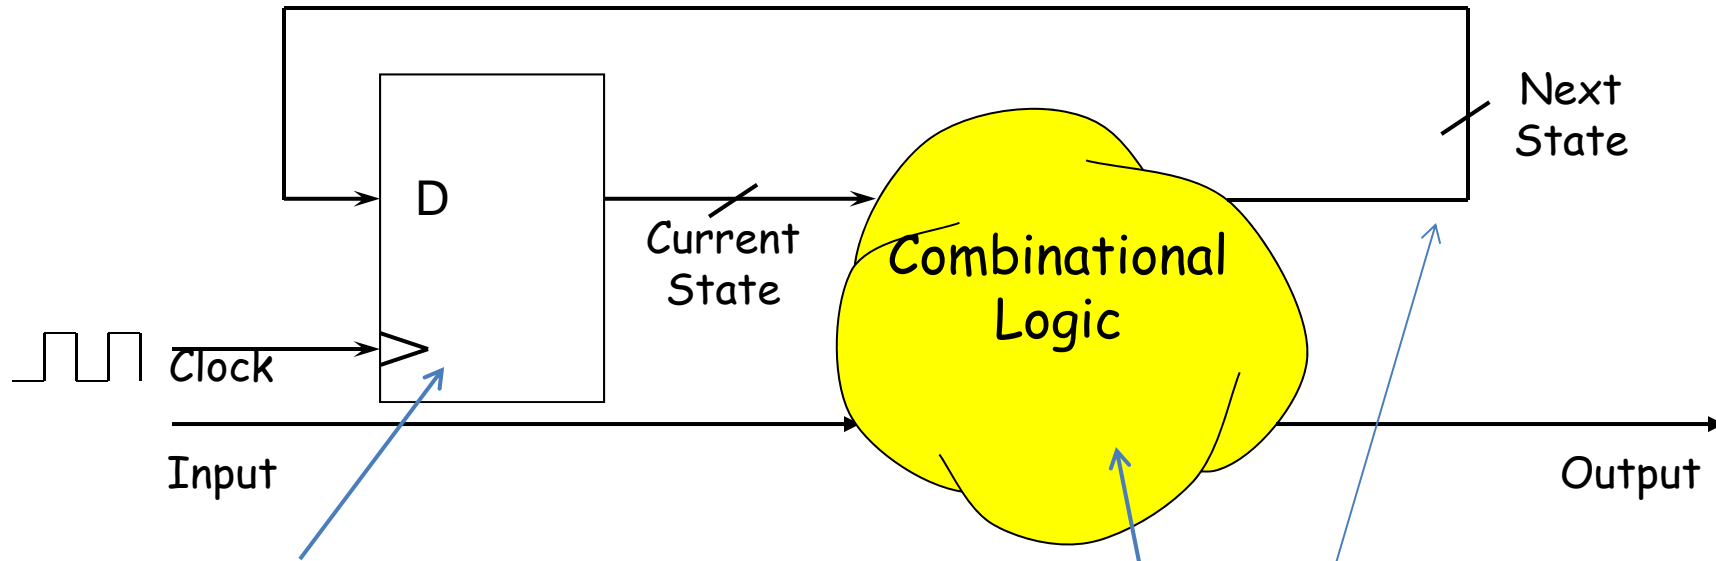 Next
State
D
Current
State
Combinational
Logic
Clock
Input
Output